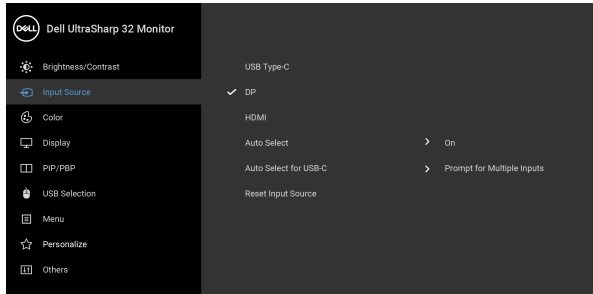 DELL Dell UltraSharp 32 Monitor
Brightness/Contrast
USB Type-C
Input Source
DP
Color
HDMI
Display
Auto Select
On
PIP/PBP
Auto Select for USB-C
Prompt for Multiple Inputs
USB Selection
Reset Input Source
Menu
Personalize
Others